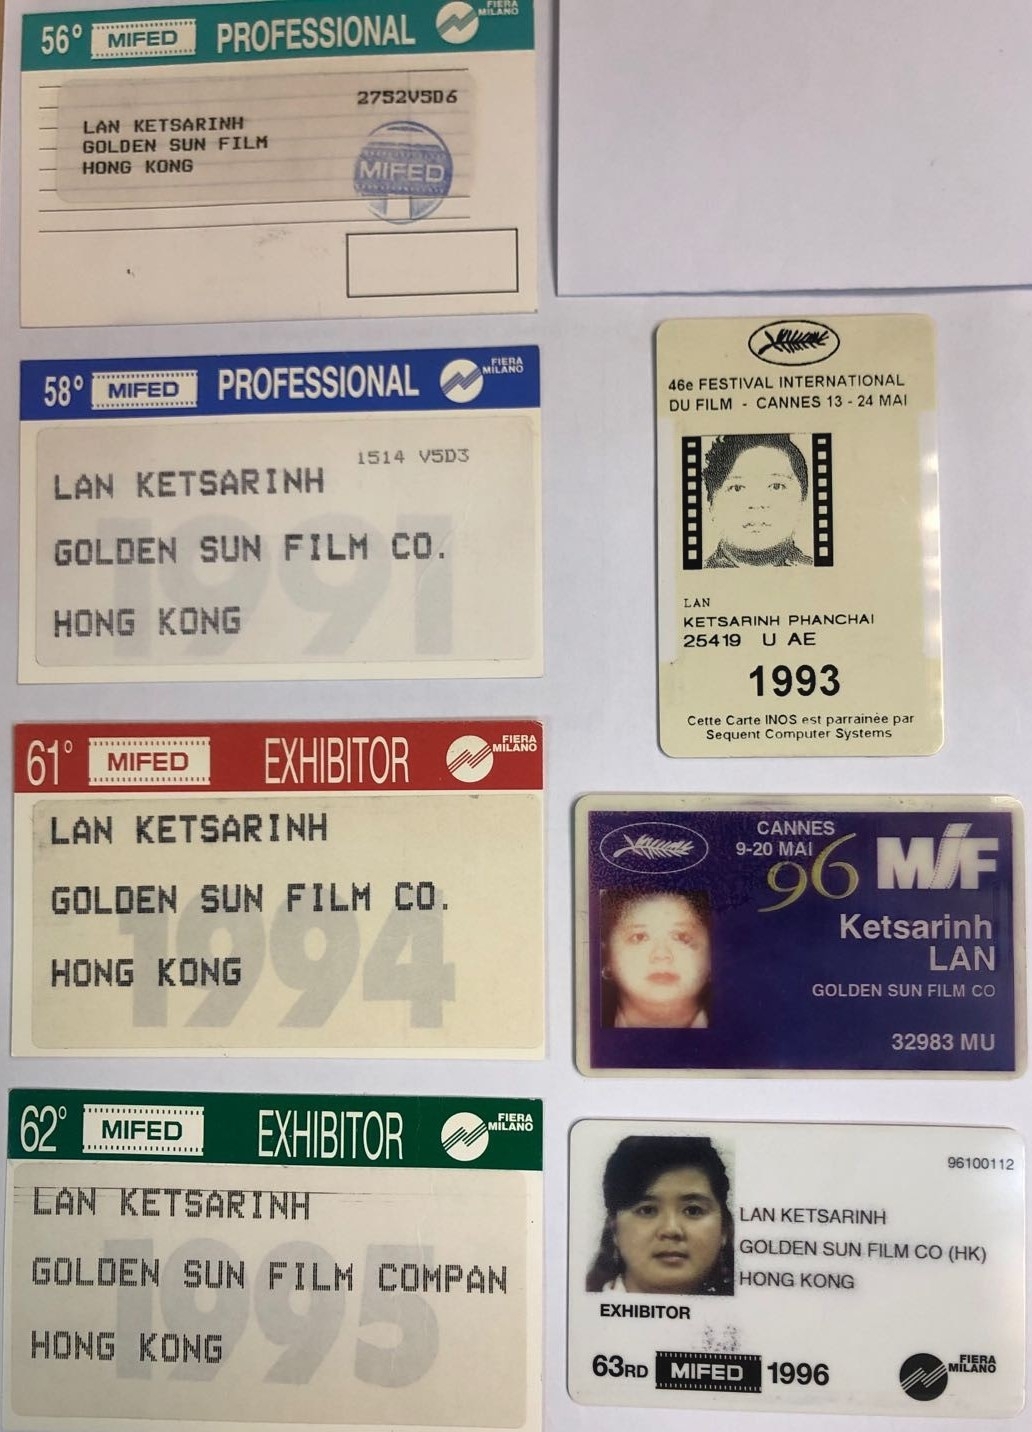 56° MIFED PROFESSIONAL FIERA MILANO
2752V5D6
LAN KETSARINH
GOLDEN SUN FILM
HONG KONG
MIFED
58° MIFED PROFESSIONAL FIERA MILANO
1514 V5D3
LAN KETSARINH
GOLDEN SUN FILM CO.
HONG KONG
1991
61° MIFED EXHIBITOR FIERA MILANO
LAN KETSARINH
GOLDEN SUN FILM CO.
HONG KONG
1994
62° MIFED EXHIBITOR FIERA MILANO
LAN KETSARINH
GOLDEN SUN FILM COMPAN
HONG KONG
1995
46e FESTIVAL INTERNATIONAL
DU FILM - CANNES 13 - 24 MAI
LAN
KETSARINH PHANCHAI
25419 U AE
1993
Cette Carte INOS est parrainée par
Sequent Computer Systems
CANNES
9-20 MAI
96
MIF
Ketsarinh
LAN
GOLDEN SUN FILM CO
32983 MU
96100112
LAN KETSARINH
GOLDEN SUN FILM CO (HK)
HONG KONG
EXHIBITOR
63RD MIFED 1996 FIERA MILANO